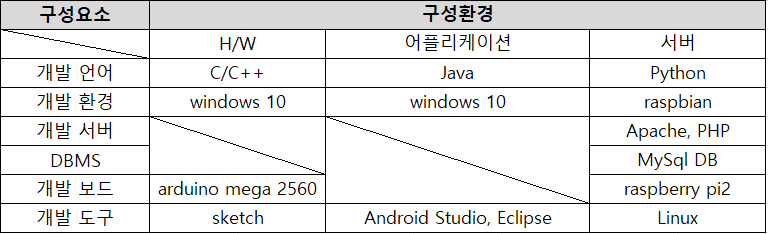 구성요소 구성환경
H/W 어플리케이션 서버
개발 언어 C/C++ Java Python
개발 환경 windows 10 windows 10 raspbian
개발 서버 Apache, PHP
DBMS MySql DB
개발 보드 arduino mega 2560 raspberry pi2
개발 도구 sketch Android Studio, Eclipse Linux